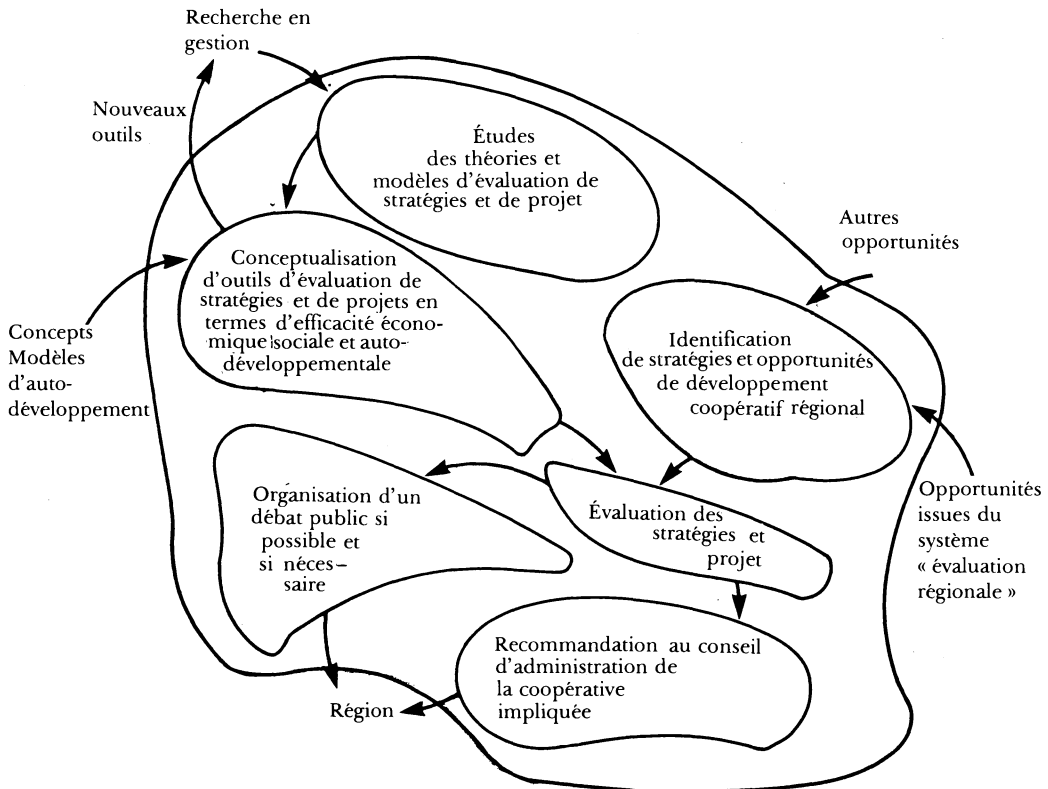 Recherche en
gestion
Nouveaux
outils
Études
des théories et
modèles d'évaluation de
stratégies et de projet
Autres
opportunités
Conceptualisation
d'outils d'évaluation de
stratégies et de projets en
termes d'efficacité écono-
mique sociale et auto-
développementale
Concepts
Modèles
d'auto-
développement
Identification
de stratégies et opportunités
de développement
coopératif régional
Organisation d'un
débat public si
possible et
si néces-
saire
Évaluation des
stratégies et
projet
Opportunités
issues du
système
« évaluation
régionale »
Recommandation au conseil
d'administration de
la coopérative
impliquée
Région